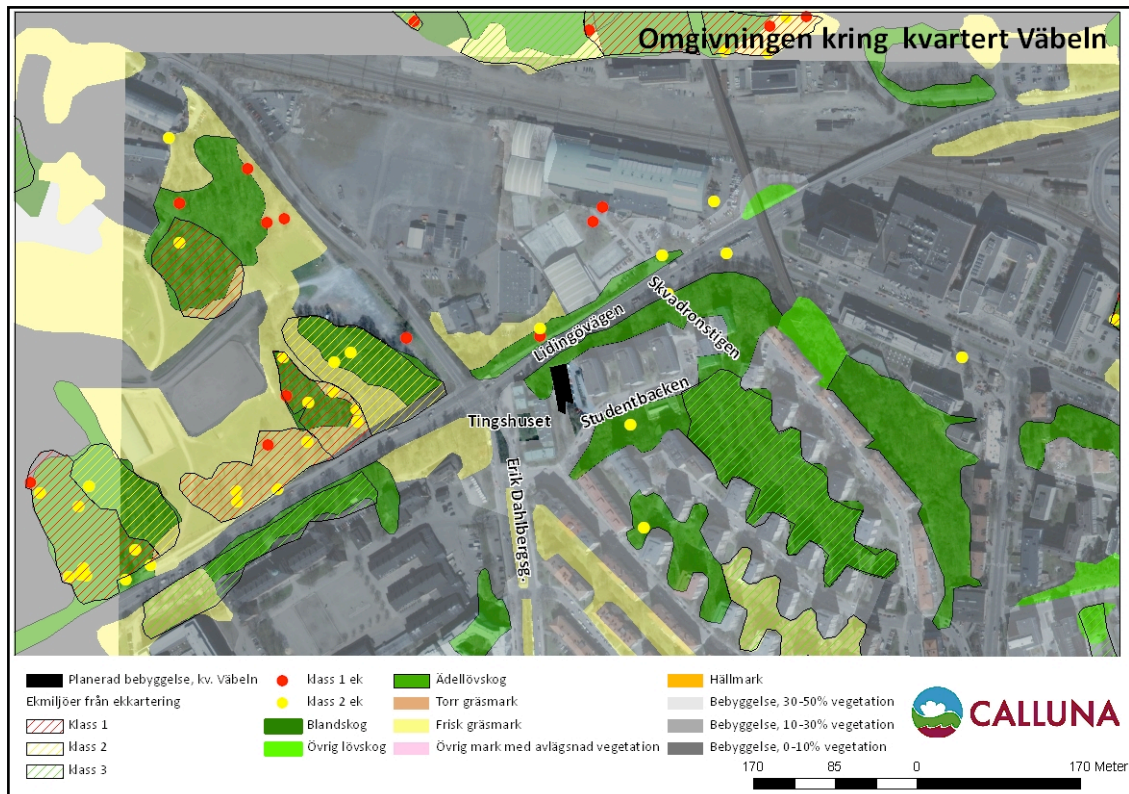 Omgivningen kring kvartert Väbeln
Skvadronstigen
Lidingövägen
Studentbacken
Tingshuset
Erik Dahlbergsg.
Planerad bebyggelse, kv. Väbeln
Ekmiljöer från ekkartering
Klass 1
klass 2
klass 3
klass 1 ek
klass 2 ek
Blandskog
Övrig lövskog
Ädellövskog
Torr gräsmark
Frisk gräsmark
Övrig mark med avlägsnad vegetation
Hällmark
Bebyggelse, 30-50% vegetation
Bebyggelse, 10-30% vegetation
Bebyggelse, 0-10% vegetation
CALLUNA
170 85 0 170 Meter